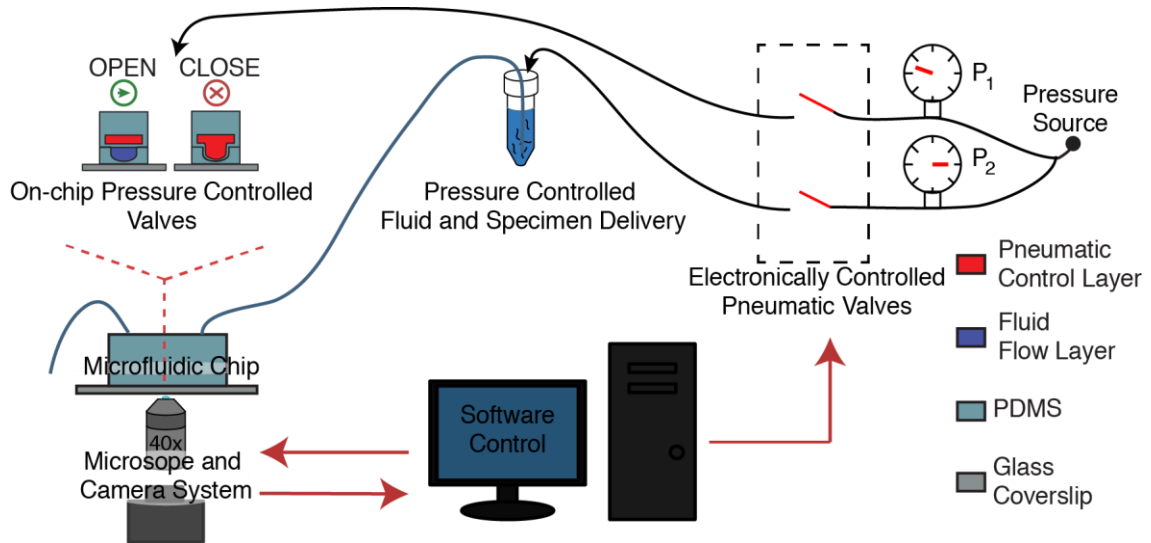 OPEN
CLOSE
On-chip Pressure Controlled
Valves
Pressure Controlled
Fluid and Specimen Delivery
P1
P2
Pressure
Source
Electronically Controlled
Pneumatic Valves
Pneumatic
Control Layer
Fluid
Flow Layer
PDMS
Glass
Coverslip
Microfluidic Chip
40x
Microsope and
Camera System
Software
Control